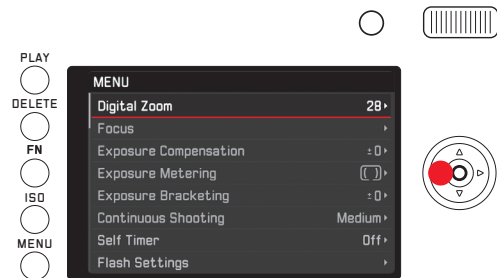 PLAY
DELETE
FN
ISO
MENU
MENU
Digital Zoom 28
Focus
Exposure Compensation ±0
Exposure Metering
Exposure Bracketing ±0
Continuous Shooting Medium
Self Timer Off
Flash Settings